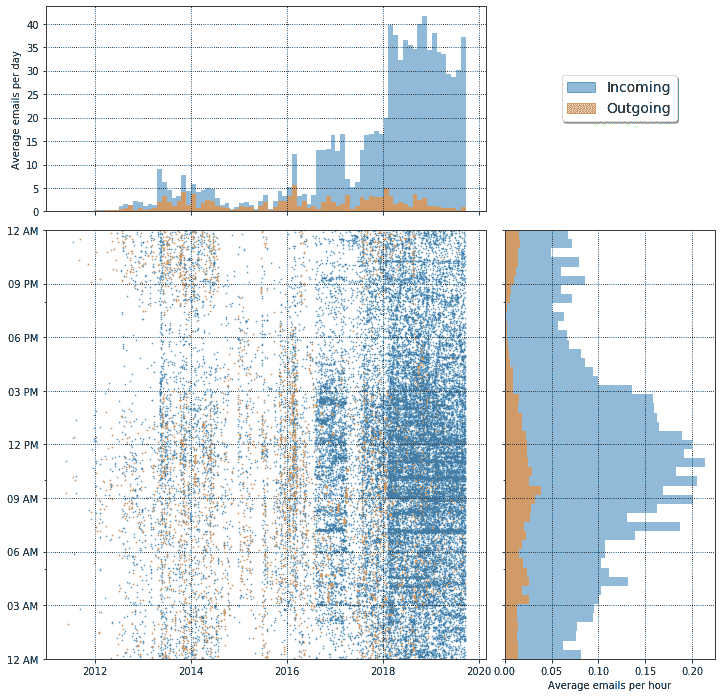 40
35
30
25
20
15
10
5
0
Average emails per day
Incoming
Outgoing
12 AM
09 PM
06 PM
03 PM
12 PM
09 AM
06 AM
03 AM
12 AM
2012
2014
2016
2018
2020
0.00
0.05
0.10
0.15
0.20
Average emails per hour